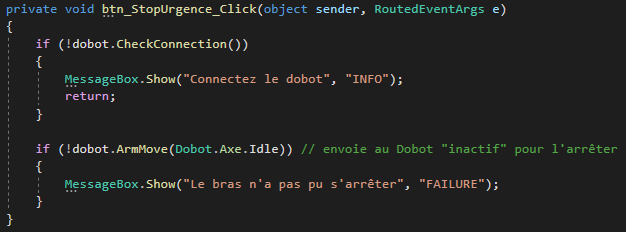 private void btn_StopUrgence_Click(object sender, RoutedEventArgs e)
{
if (!dobot.CheckConnection())
{
MessageBox.Show("Connectez le dobot", "INFO");
return;
}
if (!dobot.ArmMove(Dobot.Axe.Idle)) // envoie au Dobot "inactif" pour l'arrêter
{
MessageBox.Show("Le bras n'a pas pu s'arrêter", "FAILURE");
}
}